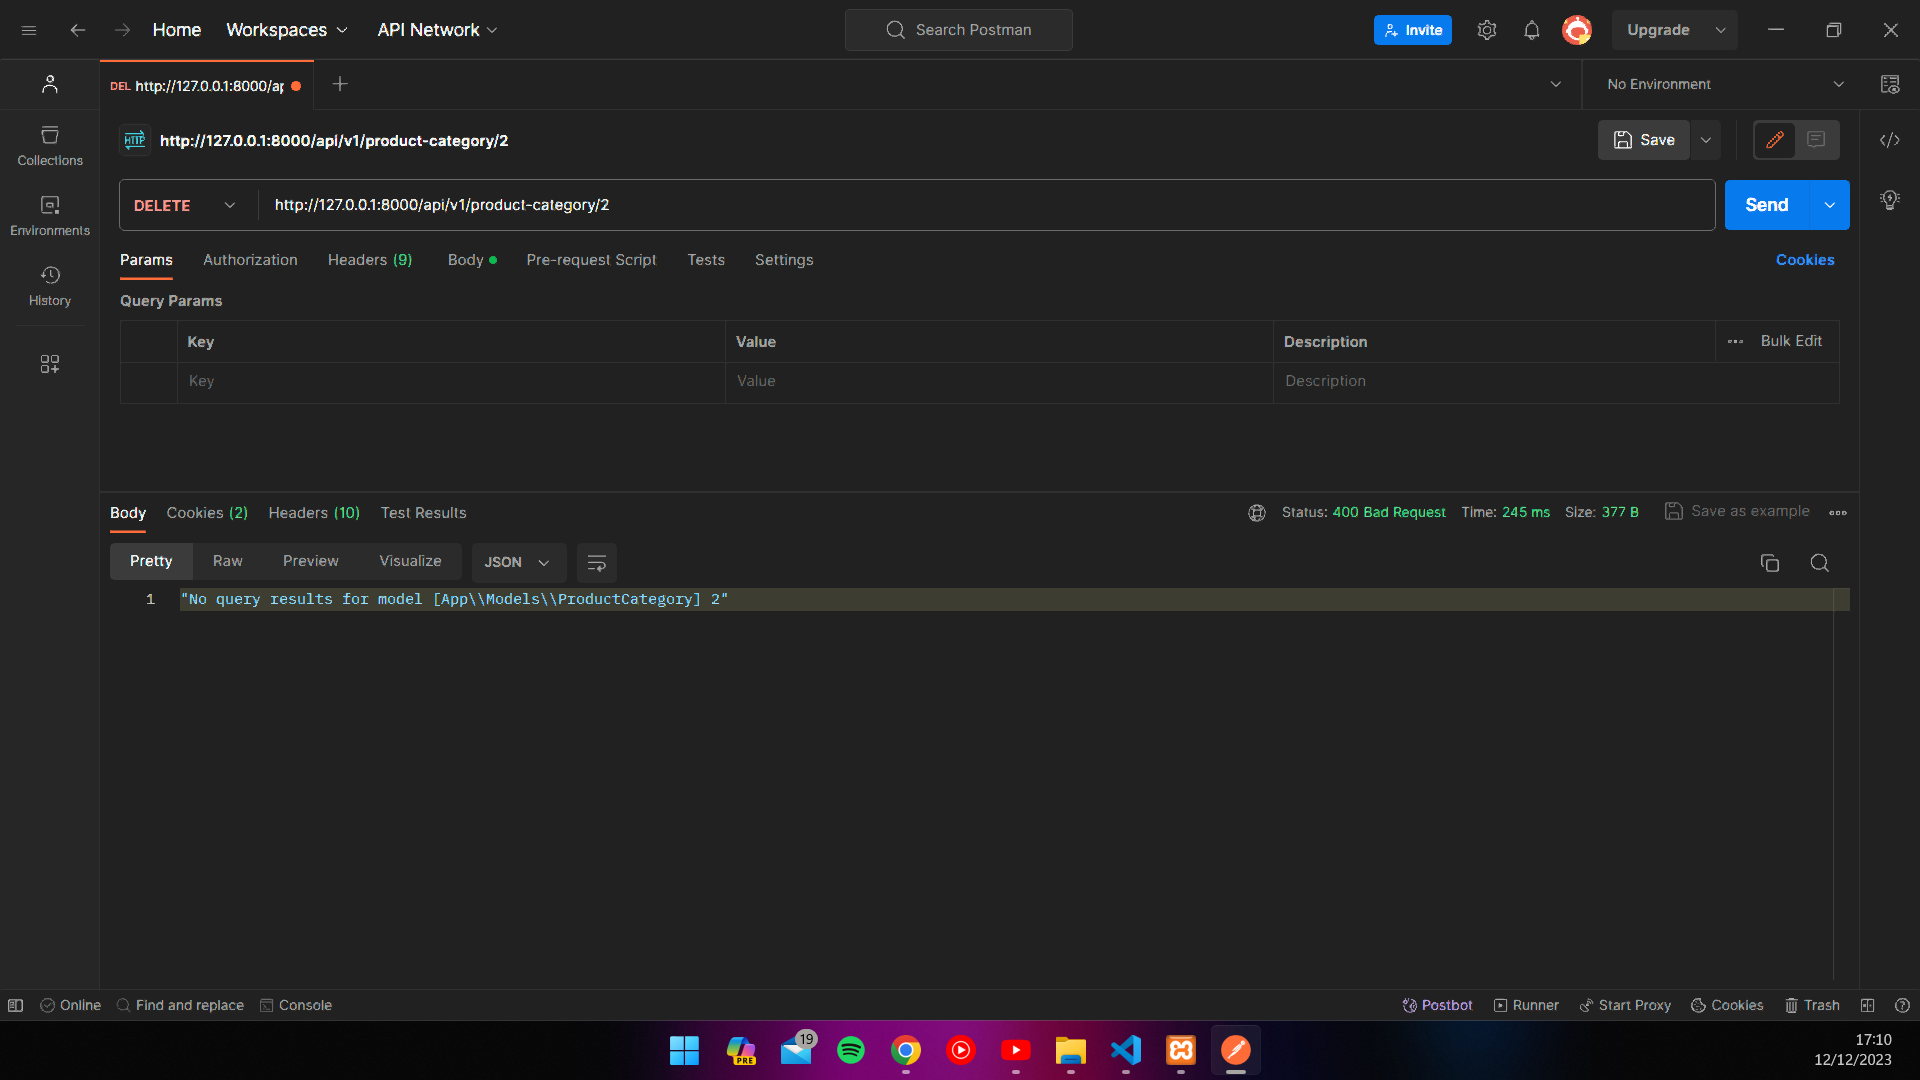 Home Workspaces API Network Search Postman Invite Upgrade
DEL http://127.0.0.1:8000/ap No Environment
HTTP http://127.0.0.1:8000/api/v1/product-category/2 Save
Collections
DELETE http://127.0.0.1:8000/api/v1/product-category/2 Send
Environments
Params Authorization Headers (9) Body Pre-request Script Tests Settings Cookies
History
Query Params
Key Value Description Bulk Edit
Key Value Description
Body Cookies (2) Headers (10) Test Results Status: 400 Bad Request Time: 245 ms Size: 377 B Save as example
Pretty Raw Preview Visualize JSON
1 "No query results for model [App\\Models\\ProductCategory] 2"
Online Find and replace Console Postbot Runner Start Proxy Cookies Trash
PRE 19 17:10
12/12/2023